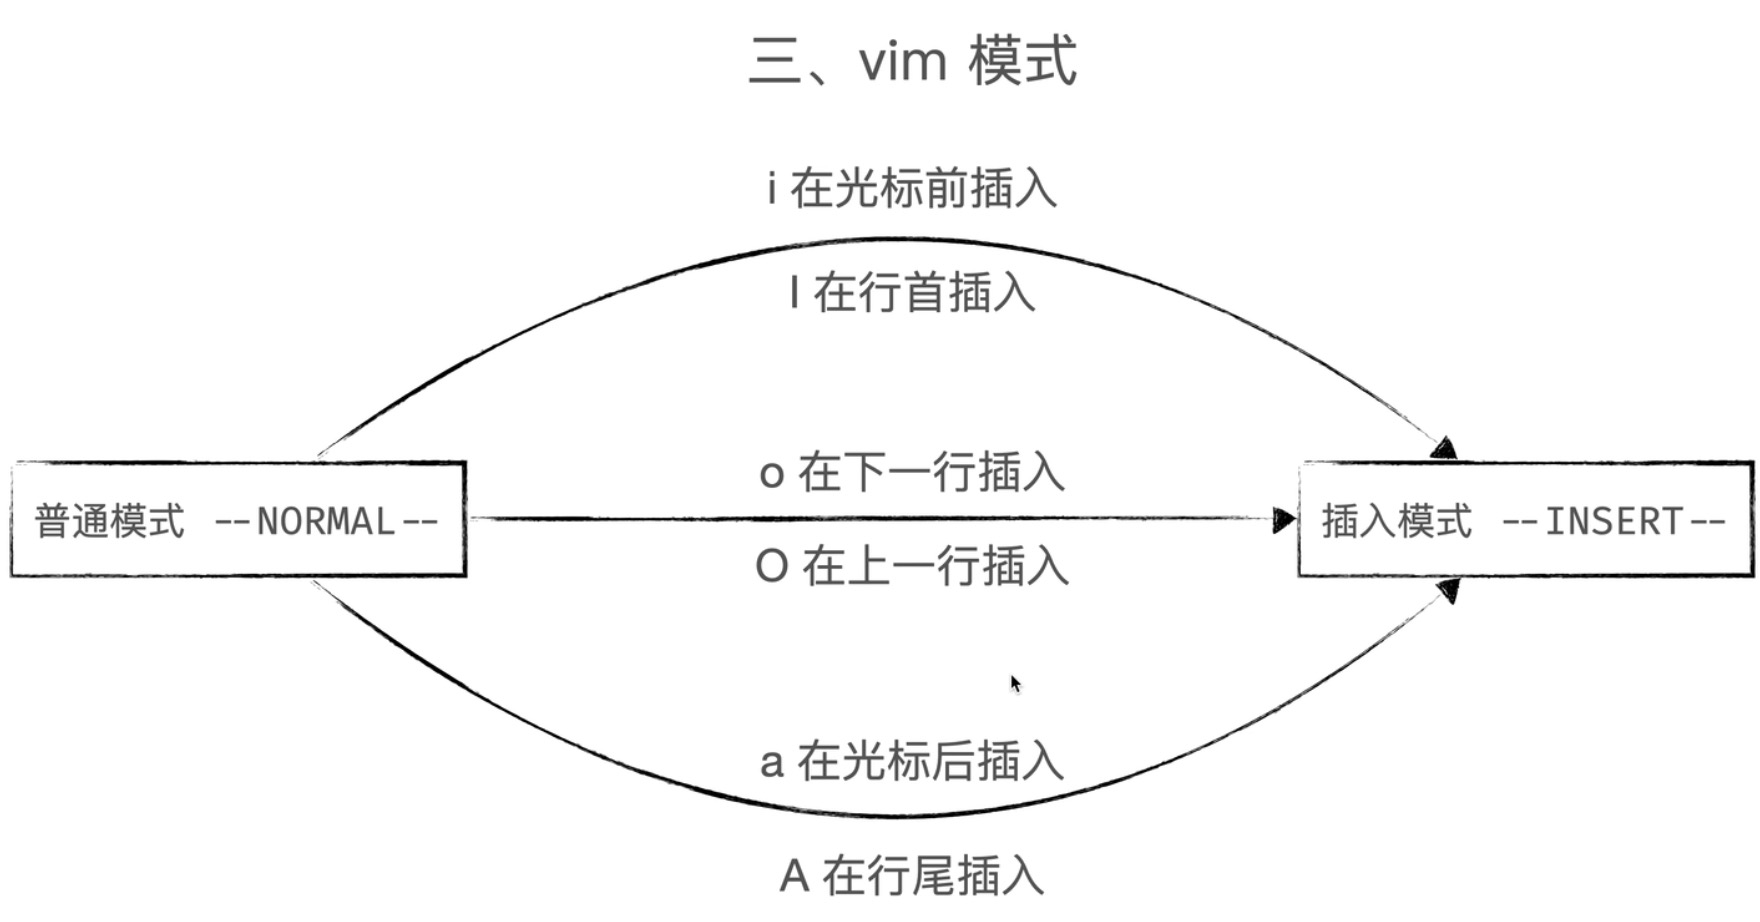 三、vim 模式
i 在光标前插入
I 在行首插入
o 在下一行插入
普通模式 --NORMAL--
插入模式 --INSERT--
O 在上一行插入
a 在光标后插入
A 在行尾插入